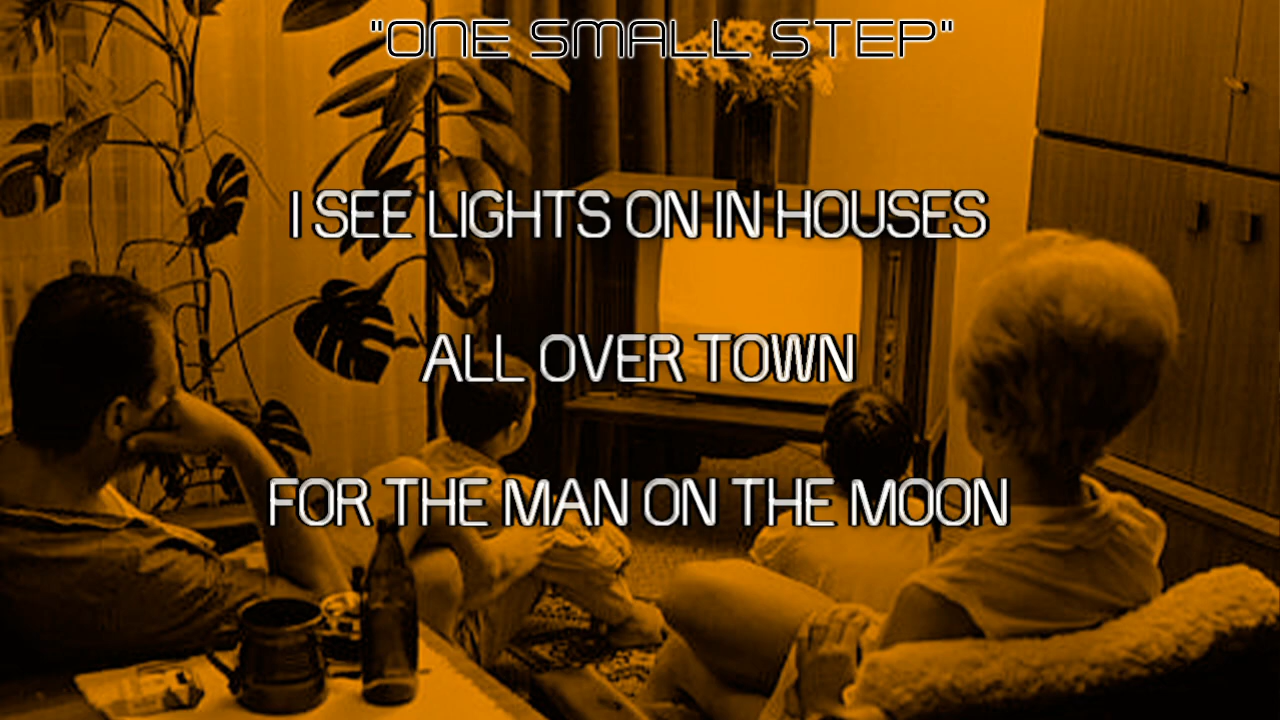 "ONE SMALL STEP"
I SEE LIGHTS ON IN HOUSES
ALL OVER TOWN
FOR THE MAN ON THE MOON